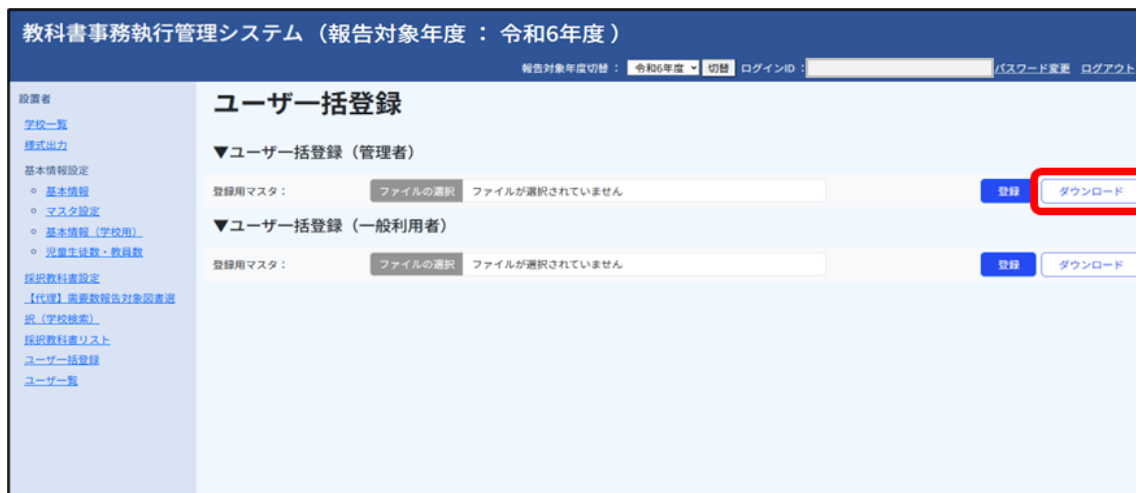 教科書事務執行管理システム（報告対象年度 ： 令和6年度 ）
報告対象年度切替 ： 令和6年度 切替 ログインID : パスワード変更 ログアウト
設置者
学校一覧
様式出力
基本情報設定
基本情報
マスタ設定
基本情報（学校用）
児童生徒数・教員数
採択教科書設定
【代理】需要数報告対象図書選
択（学校検索）
採択教科書リスト
ユーザ一括登録
ユーザ一覧
ユーザ一括登録
▼ユーザ一括登録（管理者）
登録用マスタ： ファイルの選択 ファイルが選択されていません 登録 ダウンロード
▼ユーザ一括登録（一般利用者）
登録用マスタ： ファイルの選択 ファイルが選択されていません 登録 ダウンロード